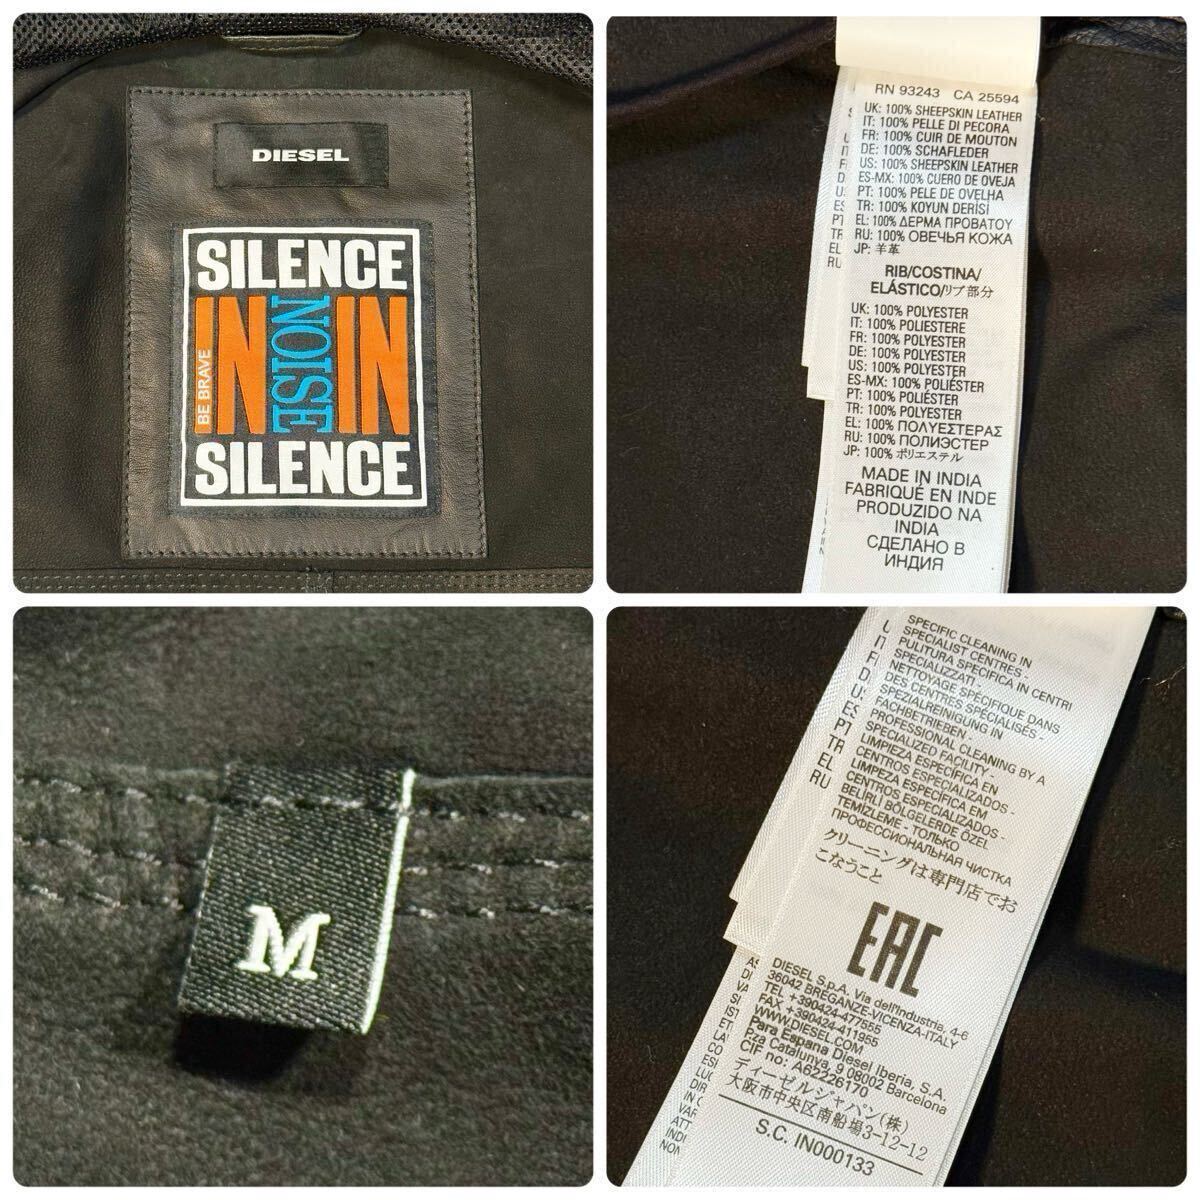 DIESEL
SILENCE
BE BRAVE
IN
NOISE
IN
SILENCE
RN 93243 CA 25594
UK: 100% SHEEPSKIN LEATHER
IT: 100% PELLE DI PECORA
FR: 100% CUIR DE MOUTON
DE: 100% SCHAFLEDER
US: 100% SHEEPSKIN LEATHER
ES-MX: 100% CUERO DE OVEJA
PT: 100% PELE DE OVELHA
TR: 100% KOYUN DERİSİ
EL: 100% ΔΕΡΜΑ ΠΡΟΒΑΤΟΥ
RU: 100% ОВЕЧЬЯ КОЖА
JP: 羊革
RIB/COSTINA/
ELÁSTICO/リブ部分
UK: 100% POLYESTER
IT: 100% POLIESTERE
FR: 100% POLYESTER
DE: 100% POLYESTER
US: 100% POLYESTER
ES-MX: 100% POLIÉSTER
PT: 100% POLIÉSTER
TR: 100% POLYESTER
EL: 100% ΠΟΛΥΕΣΤΕΡΑΣ
RU: 100% ПОЛИЭСТЕР
JP: 100% ポリエステル
MADE IN INDIA
FABRIQUÉ EN INDE
PRODUZIDO NA
INDIA
СДЕЛАНО В
ИНДИЯ
M
SPECIFIC CLEANING IN
SPECIALIST CENTRES -
PULITURA SPECIFICA IN CENTRI
SPECIALIZZATI -
NETTOYAGE SPÉCIFIQUE DANS
DES CENTRES SPÉCIALISÉS -
SPEZIALREINIGUNG IN
FACHBETRIEBEN -
PROFESSIONAL CLEANING BY A
SPECIALIZED FACILITY -
LIMPIEZA ESPECÍFICA EN
CENTROS ESPECIALIZADOS -
LIMPEZA ESPECÍFICA EM
CENTROS ESPECIALIZADOS -
BELİRLİ BÖLGELERDE ÖZEL
TEMİZLEME - ТОЛЬКО
ПРОФЕССИОНАЛЬНАЯ ЧИСТКА
クリーニングは専門店でお
こなうこと
EAC
DIESEL S.p.A. Via dell'Industria, 4-6
36042 BREGANZE-VICENZA-ITALY
TEL +390424-477555
FAX +390424-411955
WWW.DIESEL.COM
Para Espana Diesel Iberia, S.A.
P.za Catalunya, 9 08002 Barcelona
CIF no: A62226170
ディーゼルジャパン(株)
大阪市中央区南船場3-12-12
S.C. IN000133